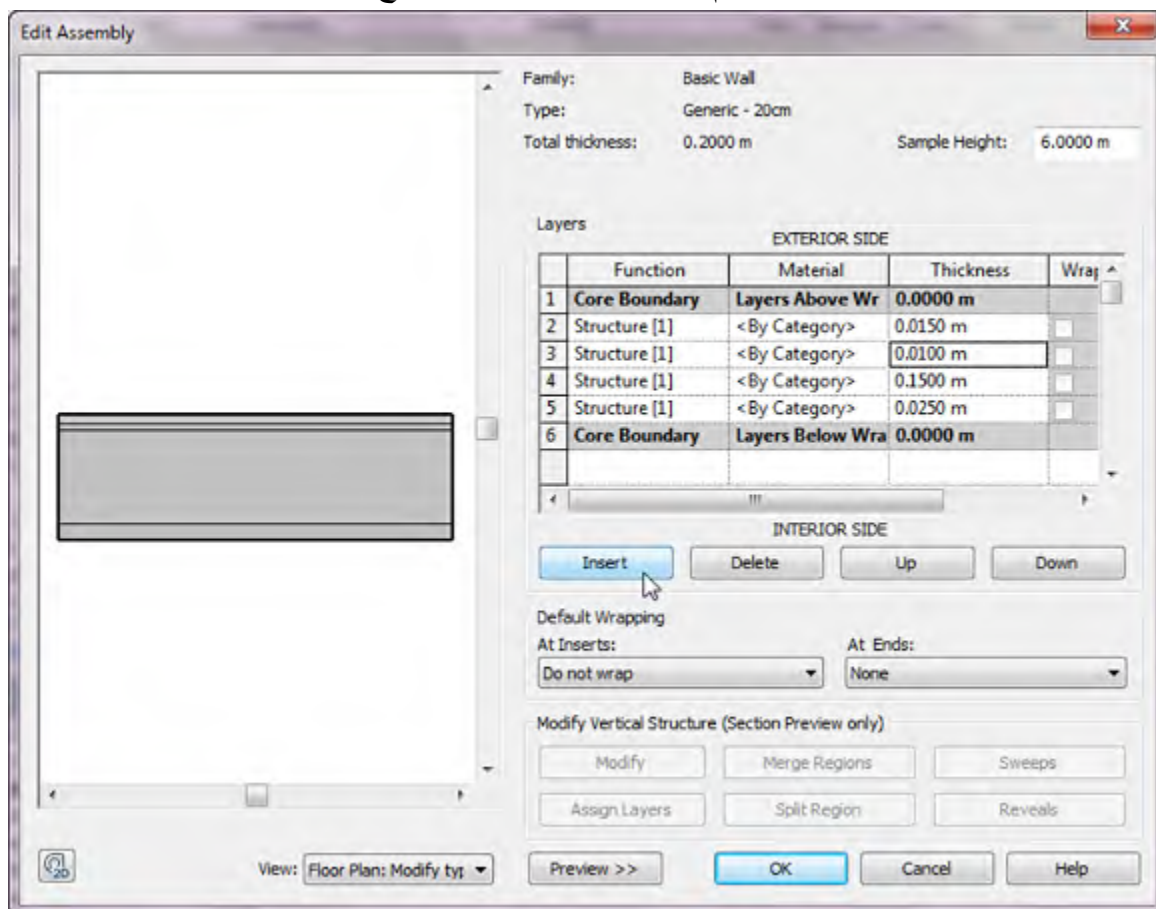 Edit Assembly
Family: Basic Wall
Type: Generic - 20cm
Total thickness: 0.2000 m Sample Height: 6.0000 m
Layers
EXTERIOR SIDE
Function Material Thickness Wrap
1 Core Boundary Layers Above Wr 0.0000 m
2 Structure [1] <By Category> 0.0150 m
3 Structure [1] <By Category> 0.0100 m
4 Structure [1] <By Category> 0.1500 m
5 Structure [1] <By Category> 0.0250 m
6 Core Boundary Layers Below Wra 0.0000 m
INTERIOR SIDE
Insert Delete Up Down
Default Wrapping
At Inserts: At Ends:
Do not wrap None
Modify Vertical Structure (Section Preview only)
Modify Merge Regions Sweeps
Assign Layers Split Region Reveals
View: Floor Plan: Modify typ Preview >> OK Cancel Help